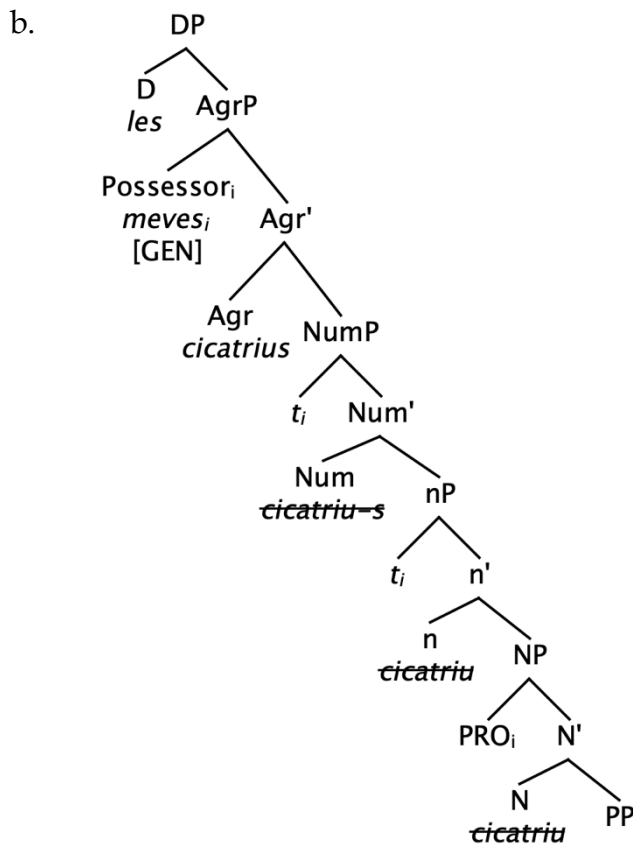 b.
DP
D
les
AgrP
Possessorᵢ
mevesᵢ
[GEN]
Agr'
Agr
cicatrius
NumP
tᵢ
Num'
Num
cicatriu-s
nP
tᵢ
n'
n
cicatriu
NP
PROᵢ
N'
N
cicatriu
PP